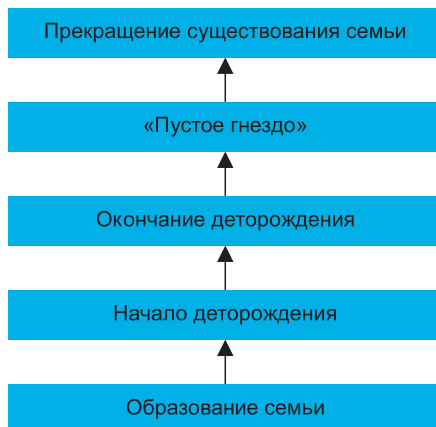 Прекращение существования семьи
«Пустое гнездо»
Окончание деторождения
Начало деторождения
Образование семьи